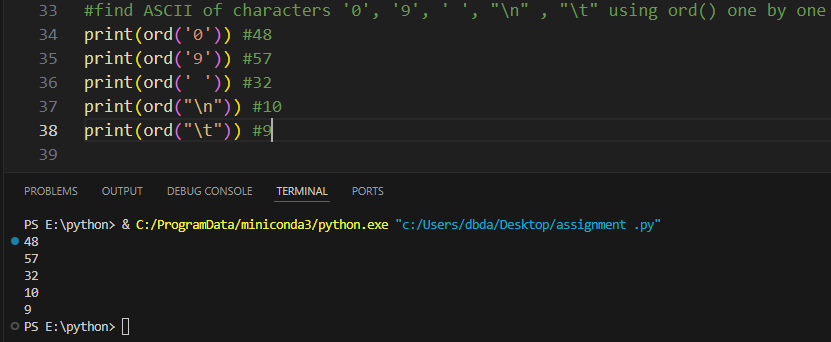 33 #find ASCII of characters '0', '9', ' ', "\n" , "\t" using ord() one by one
34 print(ord('0')) #48
35 print(ord('9')) #57
36 print(ord(' ')) #32
37 print(ord("\n")) #10
38 print(ord("\t")) #9
39
PROBLEMS OUTPUT DEBUG CONSOLE TERMINAL PORTS
PS E:\python> & C:/ProgramData/miniconda3/python.exe "c:/Users/dbda/Desktop/assignment .py"
48
57
32
10
9
PS E:\python>